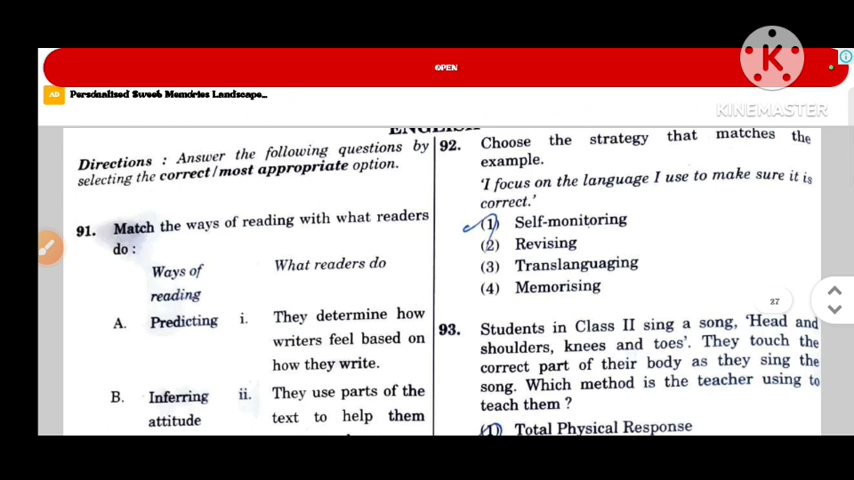 OPEN
AD Personalised Sweet Memories Landscape...
KINEMASTER
ENGLISH
Directions : Answer the following questions by
selecting the correct/most appropriate option.
91. Match the ways of reading with what readers
do :
Ways of
reading
What readers do
A. Predicting i. They determine how
writers feel based on
how they write.
B. Inferring
attitude
ii. They use parts of the
text to help them
92. Choose the strategy that matches the
example.
'I focus on the language I use to make sure it is
correct.'
(1) Self-monitoring
(2) Revising
(3) Translanguaging
(4) Memorising
27
93. Students in Class II sing a song, 'Head and
shoulders, knees and toes'. They touch the
correct part of their body as they sing the
song. Which method is the teacher using to
teach them ?
(1) Total Physical Response